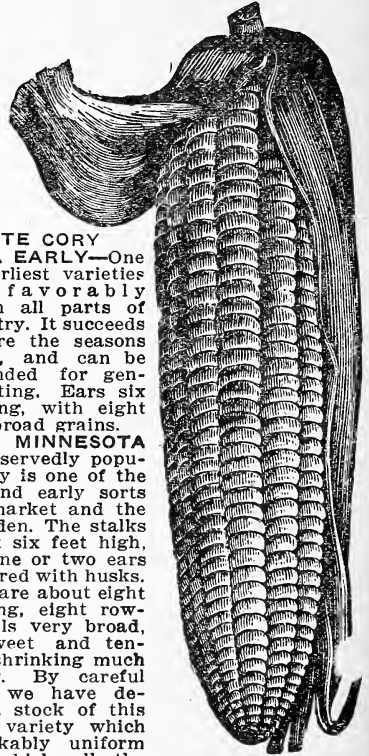 TE CORY
A EARLY—One
rliest varieties
favorably
n all parts of
try. It succeeds
re the seasons
, and can be
nded for gen-
ting. Ears six
ng, with eight
broad grains.
MINNESOTA
servedly popu-
y is one of the
nd early sorts
market and the
den. The stalks
t six feet high,
ne or two ears
red with husks.
are about eight
ng, eight row-
ls very broad,
weet and ten-
shrinking much
. By careful
we have de-
stock of this
variety which
kably uniform